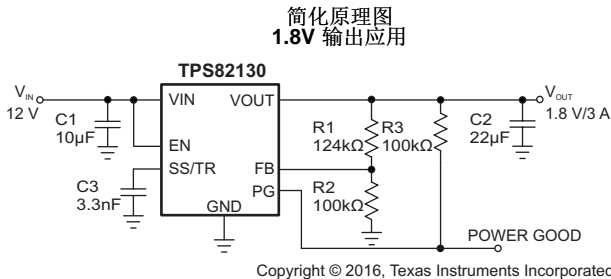 简化原理图
1.8V 输出应用
TPS82130
VIN
12 V
C1
10µF
VIN
EN
SS/TR
C3
3.3nF
GND
VOUT
FB
PG
R1
124kΩ
R3
100kΩ
R2
100kΩ
C2
22µF
VOUT
1.8 V/3 A
POWER GOOD
Copyright © 2016, Texas Instruments Incorporated